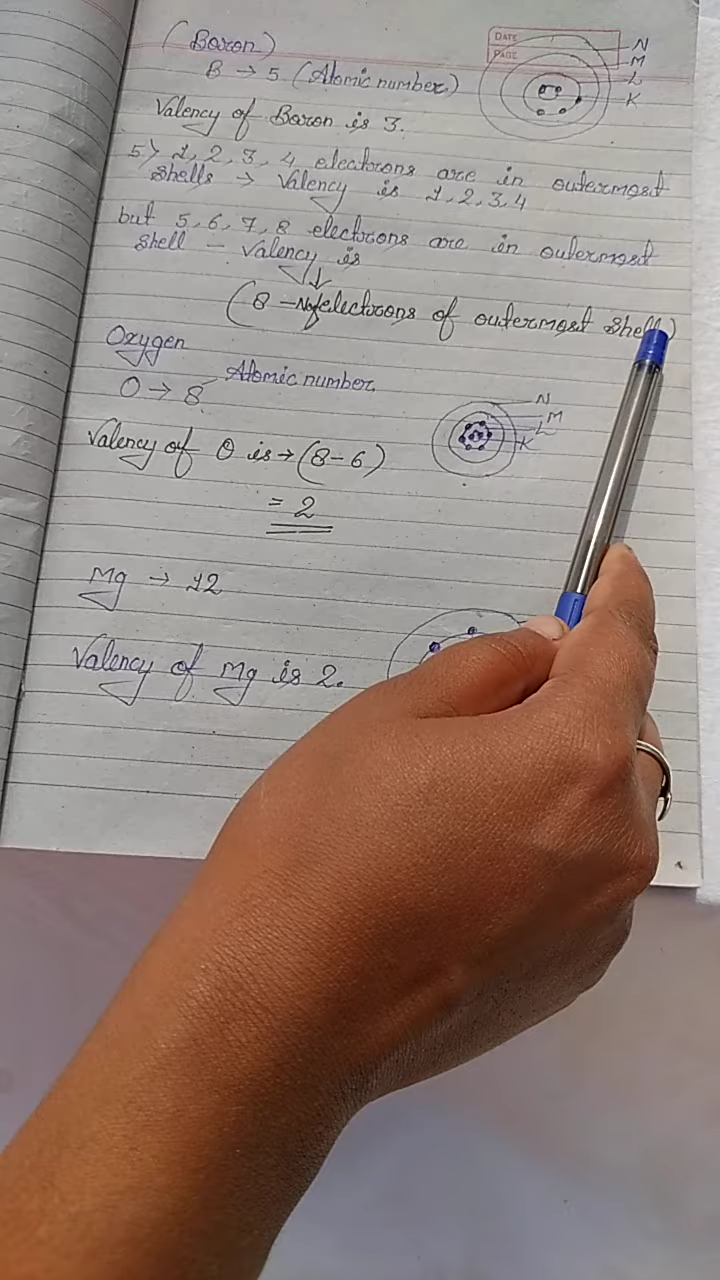 (Boron)
DATE
PAGE
N
M
L
K
B → 5 (Atomic number)
Valency of Boron is 3.
5) 1, 2, 3, 4 electrons are in outermost
shells → Valency is 1, 2, 3, 4
but 5, 6, 7, 8 electrons are in outermost
shell - Valency is
(8 - No of electrons of outermost shell)
Oxygen
O → 8 Atomic number
N
M
L
K
Valency of O is → (8-6)
= 2
Mg → 12
Valency of Mg is 2.